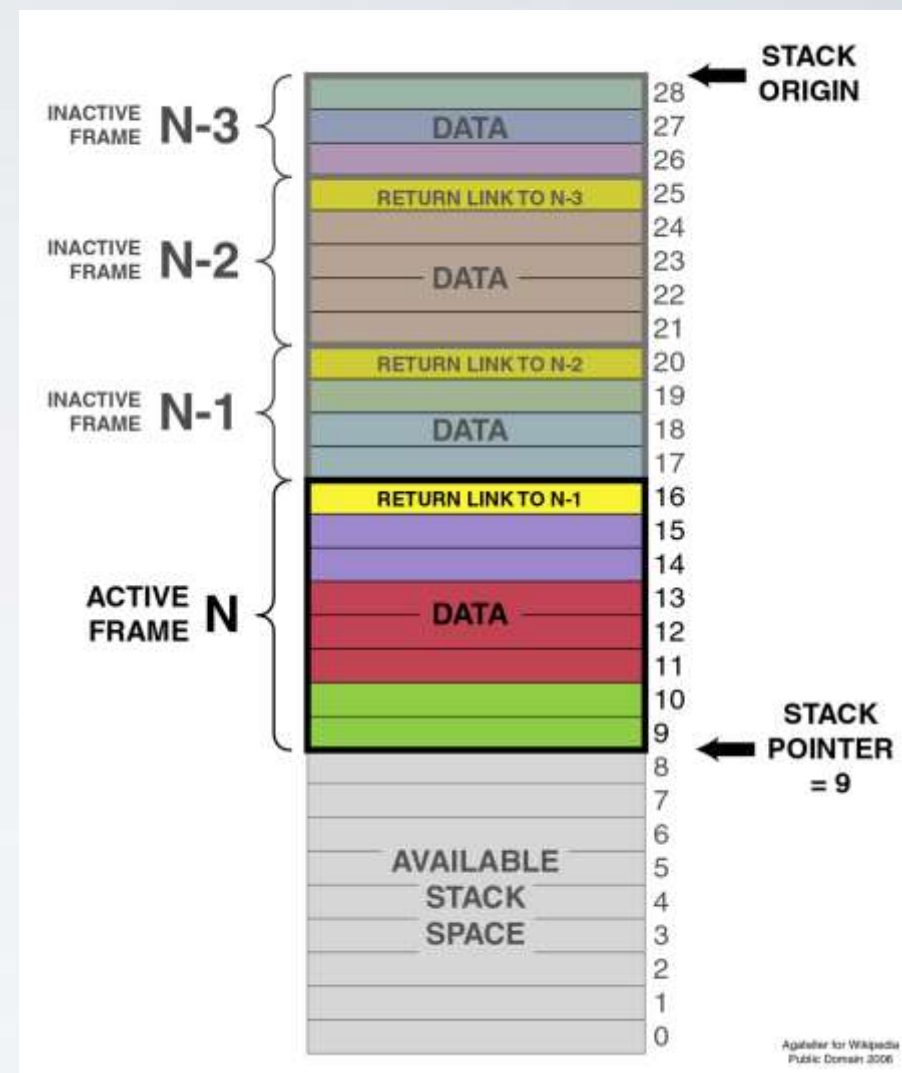 STACK
ORIGIN
INACTIVE
FRAME N-3
28
27
26
DATA
INACTIVE
FRAME N-2
RETURN LINK TO N-3
25
24
23
22
21
DATA
INACTIVE
FRAME N-1
RETURN LINK TO N-2
20
19
18
17
DATA
ACTIVE
FRAME N
RETURN LINK TO N-1
16
15
14
13
12
11
10
9
DATA
STACK
POINTER
= 9
8
7
6
5
4
3
2
1
0
AVAILABLE
STACK
SPACE
Agateller for Wikipedia
Public Domain 2006